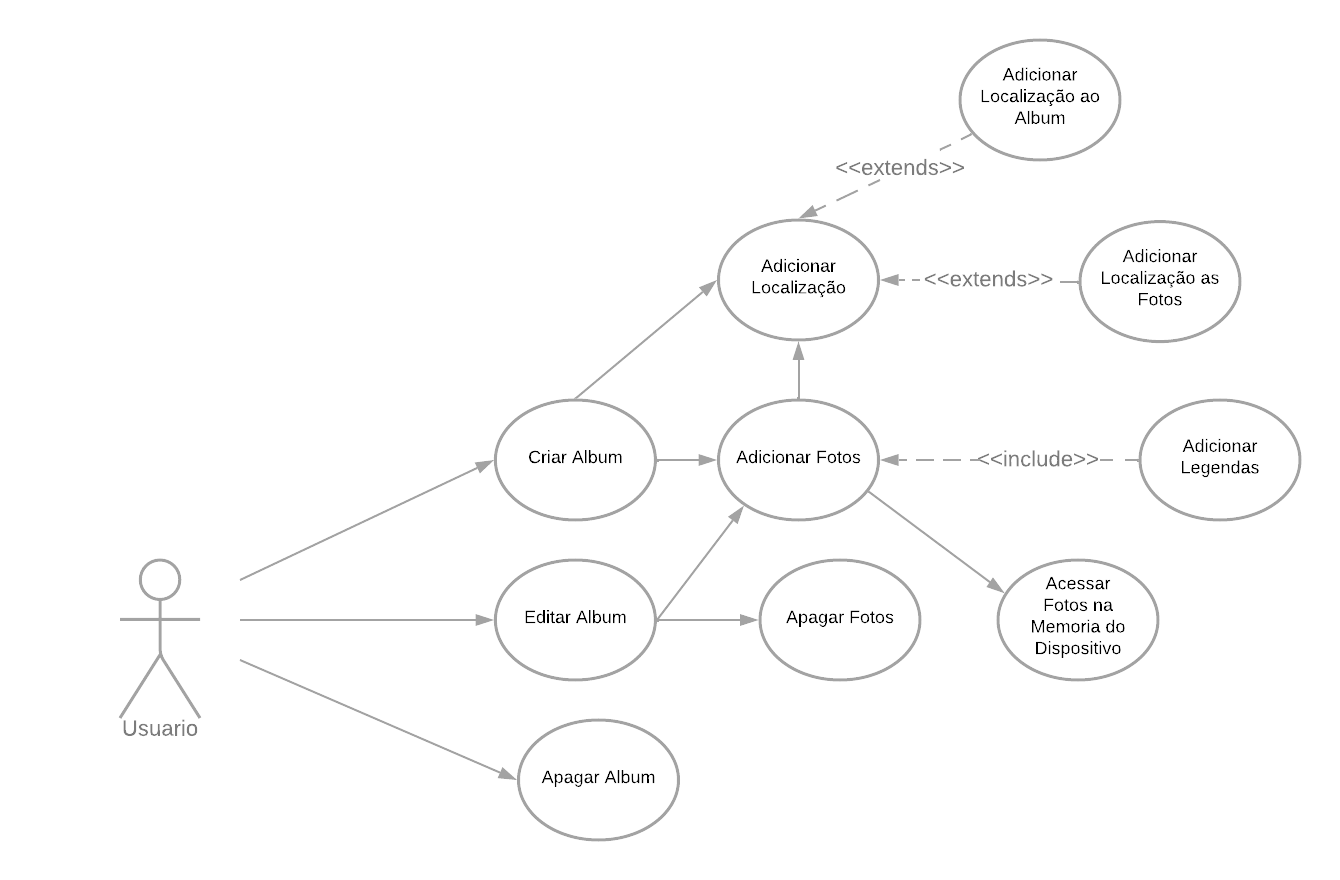 Adicionar
Localização ao
Album
<<extends>>
Adicionar
Localização
<<extends>>
Adicionar
Localização as
Fotos
Criar Album
Adicionar Fotos
<<include>>
Adicionar
Legendas
Editar Album
Apagar Fotos
Acessar
Fotos na
Memoria do
Dispositivo
Usuario
Apagar Album